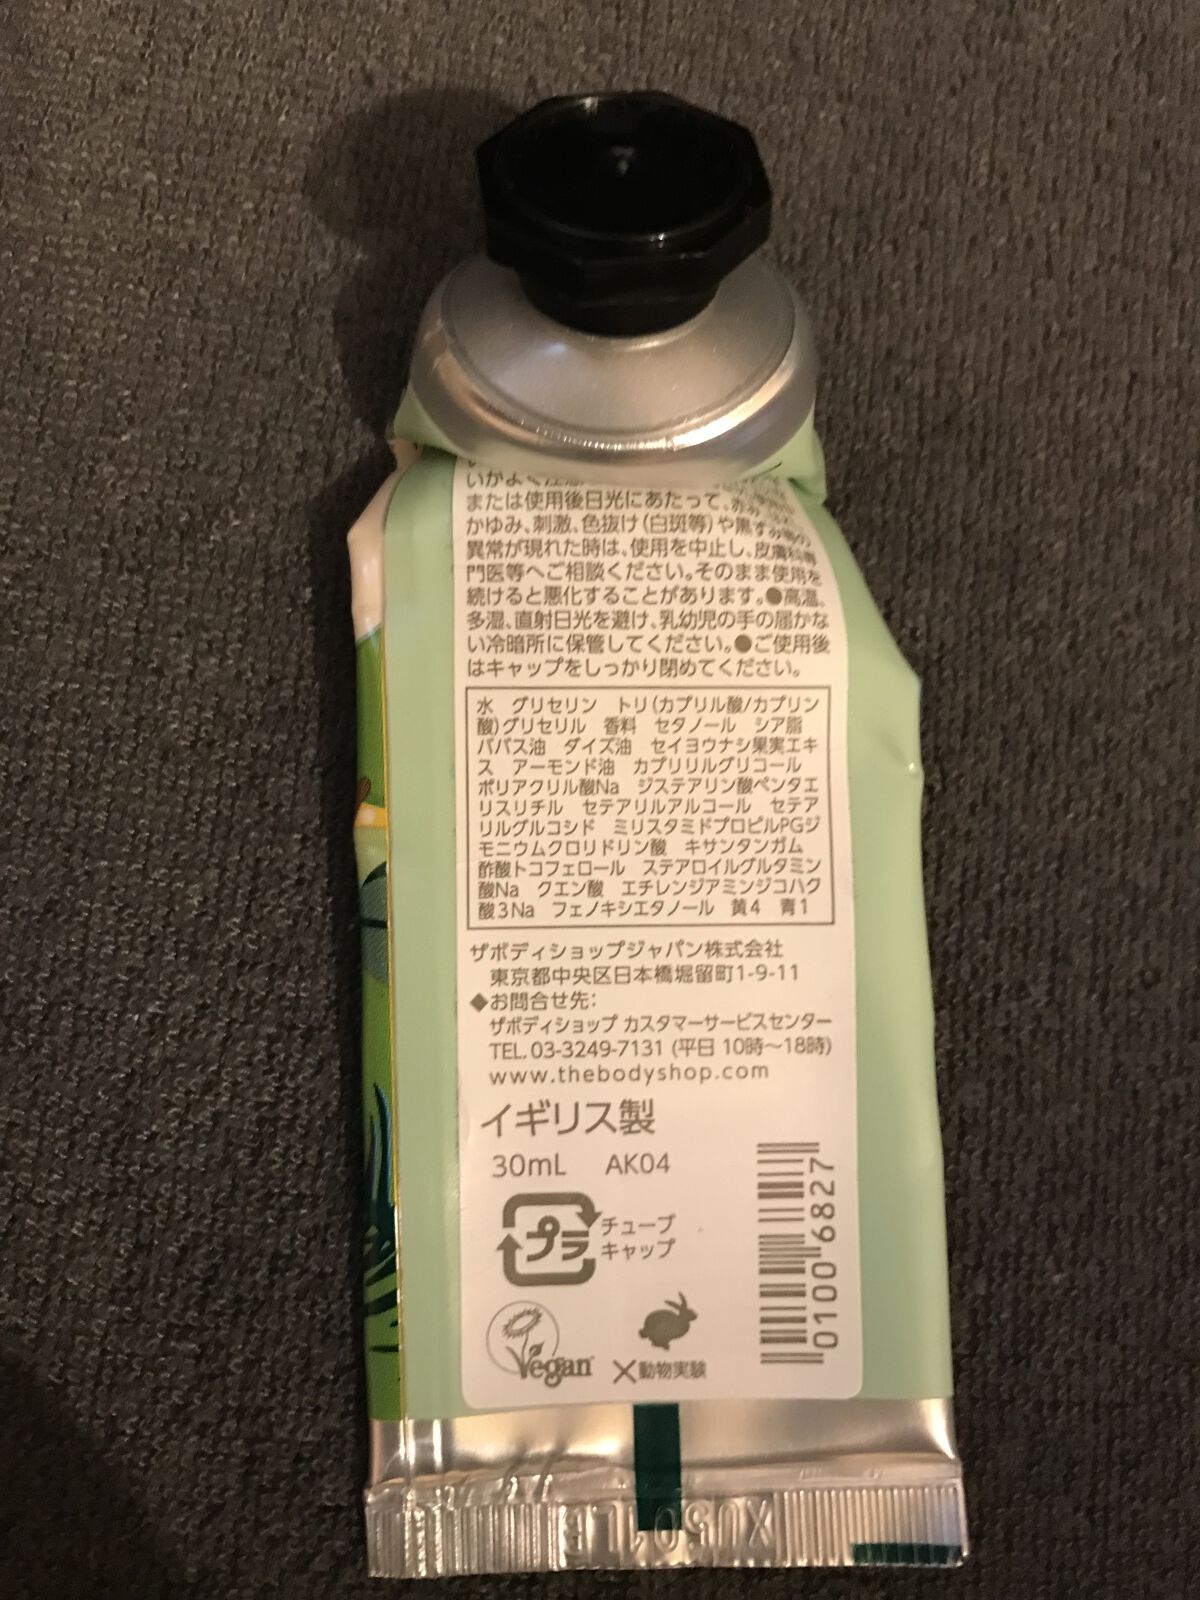 いかよく注意
または使用後日光にあたって、赤み
かゆみ、刺激、色抜け(白斑等)や黒ずみ等の
異常が現れた時は、使用を中止し、皮膚科専
門医等へご相談ください。そのまま使用を
続けると悪化することがあります。●高温、
多湿、直射日光を避け、乳幼児の手の届かな
い冷暗所に保管してください。●ご使用後
はキャップをしっかり閉めてください。
水 グリセリン トリ(カプリル酸/カプリン
酸)グリセリル 香料 セタノール シア脂
ババス油 ダイズ油 セイヨウナシ果実エキ
ス アーモンド油 カプリリルグリコール
ポリアクリル酸Na ジステアリン酸ペンタエ
リスリチル セテアリルアルコール セテア
リルグルコシド ミリスタミドプロピルPGジ
モニウムクロリドリン酸 キサンタンガム
酢酸トコフェロール ステアロイルグルタミン
酸Na クエン酸 エチレンジアミンジコハク
酸3Na フェノキシエタノール 黄4 青1
ザボディショップジャパン株式会社
東京都中央区日本橋堀留町1-9-11
◆お問合せ先:
ザボディショップ カスタマーサービスセンター
TEL.03-3249-7131 (平日 10時〜18時)
www.thebodyshop.com
イギリス製
30mL AK04
プラ
チューブ
キャップ
Vegan
×動物実験
01006827
XU501LB